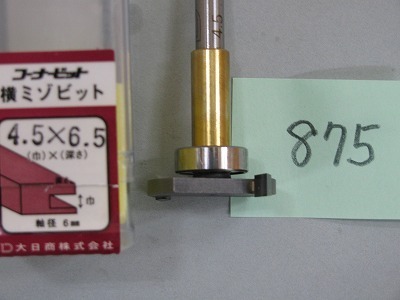 コーナービット
横ミゾビット
4.5×6.5
(巾)×(深さ)
巾
軸径 6㎜
大日商株式会社
4.5
875